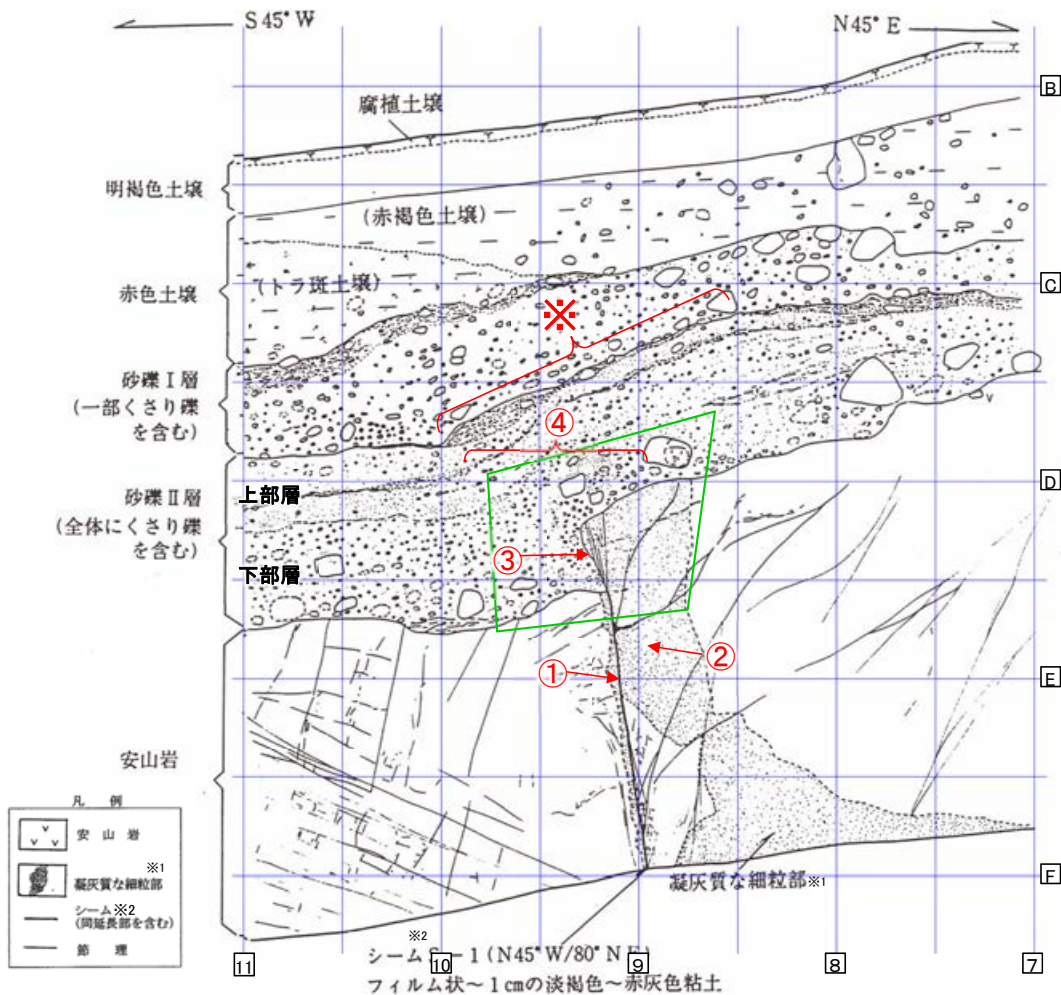 S 45° W
N 45° E
B
腐植土壌
明褐色土壌
(赤褐色土壌)
C
(トラ斑土壌)
赤色土壌
※
砂礫Ⅰ層
(一部くさり礫
を含む)
④
D
上部層
砂礫Ⅱ層
(全体にくさり礫
を含む)
③
下部層
②
①
E
安山岩
凡 例
安 山 岩
※1
凝灰質な細粒部
シーム※2
(同延長部を含む)
節 理
F
凝灰質な細粒部※1
※2
シームS-1(N45°W/80°NE)
11
10
9
8
7
フィルム状~1cmの淡褐色~赤灰色粘土